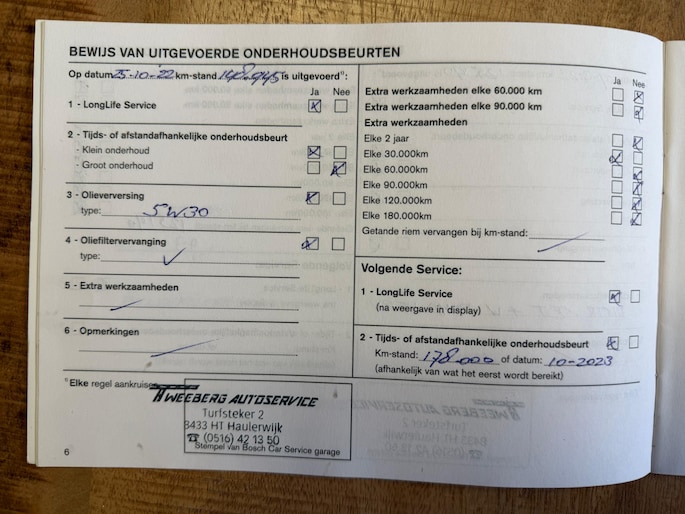 BEWIJS VAN UITGEVOERDE ONDERHOUDSBEURTEN
Op datum 25-10-'22 km-stand 148.945 is uitgevoerd*:
Ja Nee
1 - LongLife Service
2 - Tijds- of afstandafhankelijke onderhoudsbeurt
- Klein onderhoud
- Groot onderhoud
3 - Olieverversing
type: 5W30
4 - Oliefiltervervanging
type:
5 - Extra werkzaamheden
6 - Opmerkingen
*Elke regel aankruisen
TWEEBERG AUTOSERVICE
Turfsteker 2
8433 HT Haulerwijk
☎ (0516) 42 13 50
Stempel van Bosch Car Service garage
6
Ja Nee
Extra werkzaamheden elke 60.000 km
Extra werkzaamheden elke 90.000 km
Extra werkzaamheden
Elke 2 jaar
Elke 30.000km
Elke 60.000km
Elke 90.000km
Elke 120.000km
Elke 180.000km
Getande riem vervangen bij km-stand:
Volgende Service:
1 - LongLife Service
(na weergave in display)
2 - Tijds- of afstandafhankelijke onderhoudsbeurt
Km-stand: 178.000 of datum: 10-2023
(afhankelijk van wat het eerst wordt bereikt)